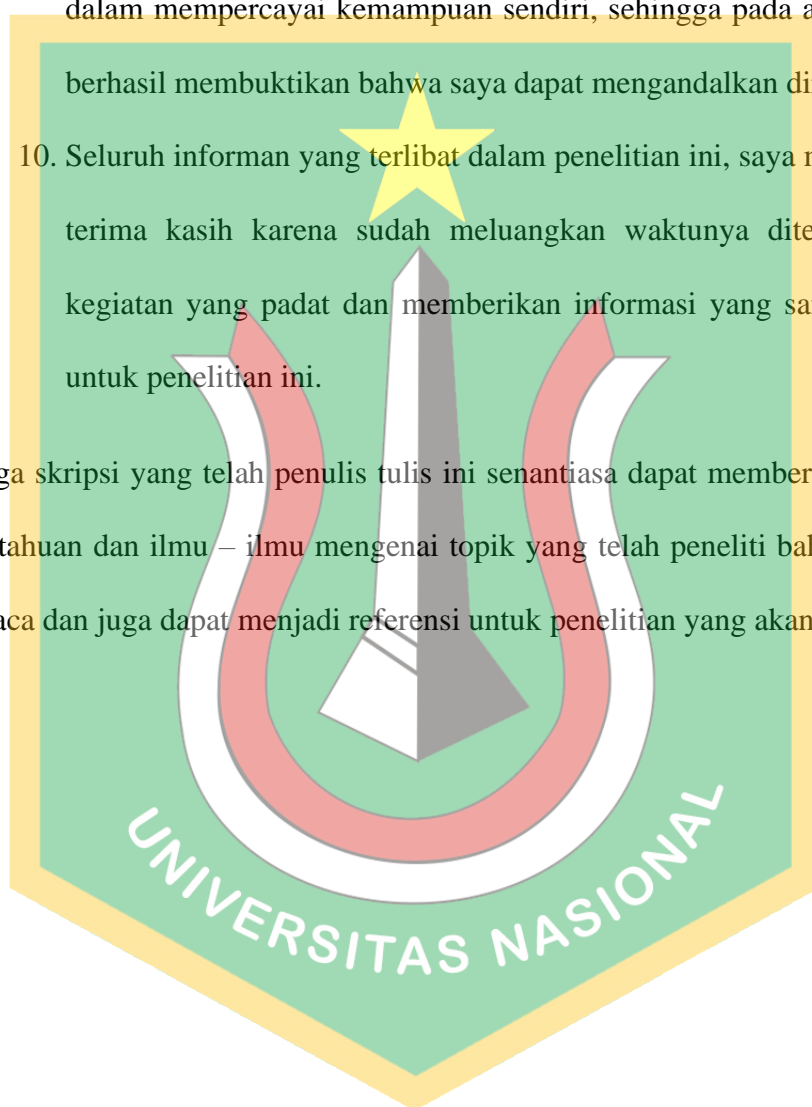 dalam mempercayai kemampuan sendiri, sehingga pada a
berhasil membuktikan bahwa saya dapat mengandalkan di
10. Seluruh informan yang terlibat dalam penelitian ini, saya
terima kasih karena sudah meluangkan waktunya dite
kegiatan yang padat dan memberikan informasi yang sa
untuk penelitian ini.
ga skripsi yang telah penulis tulis ini senantiasa dapat member
tahuan dan ilmu – ilmu mengenai topik yang telah peneliti bah
aca dan juga dapat menjadi referensi untuk penelitian yang akan
UNIVERSITAS NASIONAL